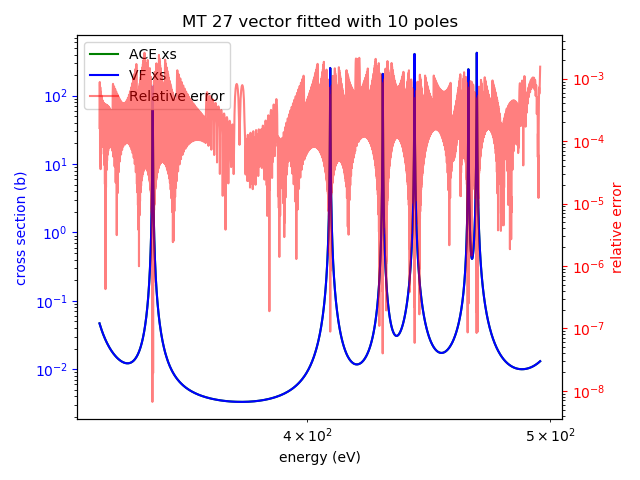 MT 27 vector fitted with 10 poles
ACE xs
VF xs
Relative error
cross section (b)
10²
10¹
10⁰
10⁻¹
10⁻²
relative error
10⁻³
10⁻⁴
10⁻⁵
10⁻⁶
10⁻⁷
10⁻⁸
4 × 10²
5 × 10²
energy (eV)